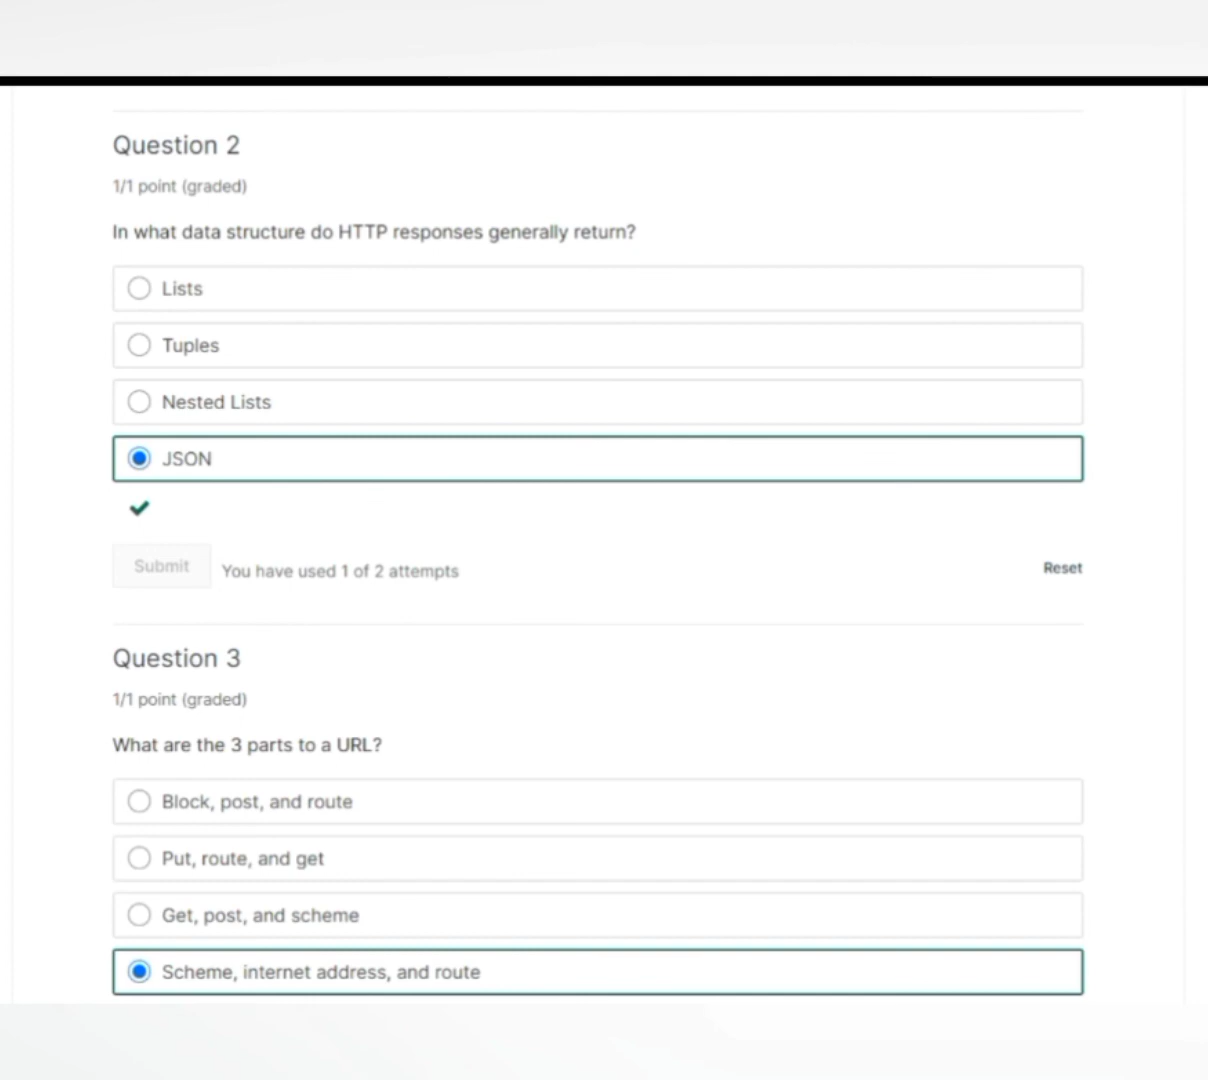 Question 2
1/1 point (graded)
In what data structure do HTTP responses generally return?
Lists
Tuples
Nested Lists
JSON
Submit
You have used 1 of 2 attempts
Reset
Question 3
1/1 point (graded)
What are the 3 parts to a URL?
Block, post, and route
Put, route, and get
Get, post, and scheme
Scheme, internet address, and route